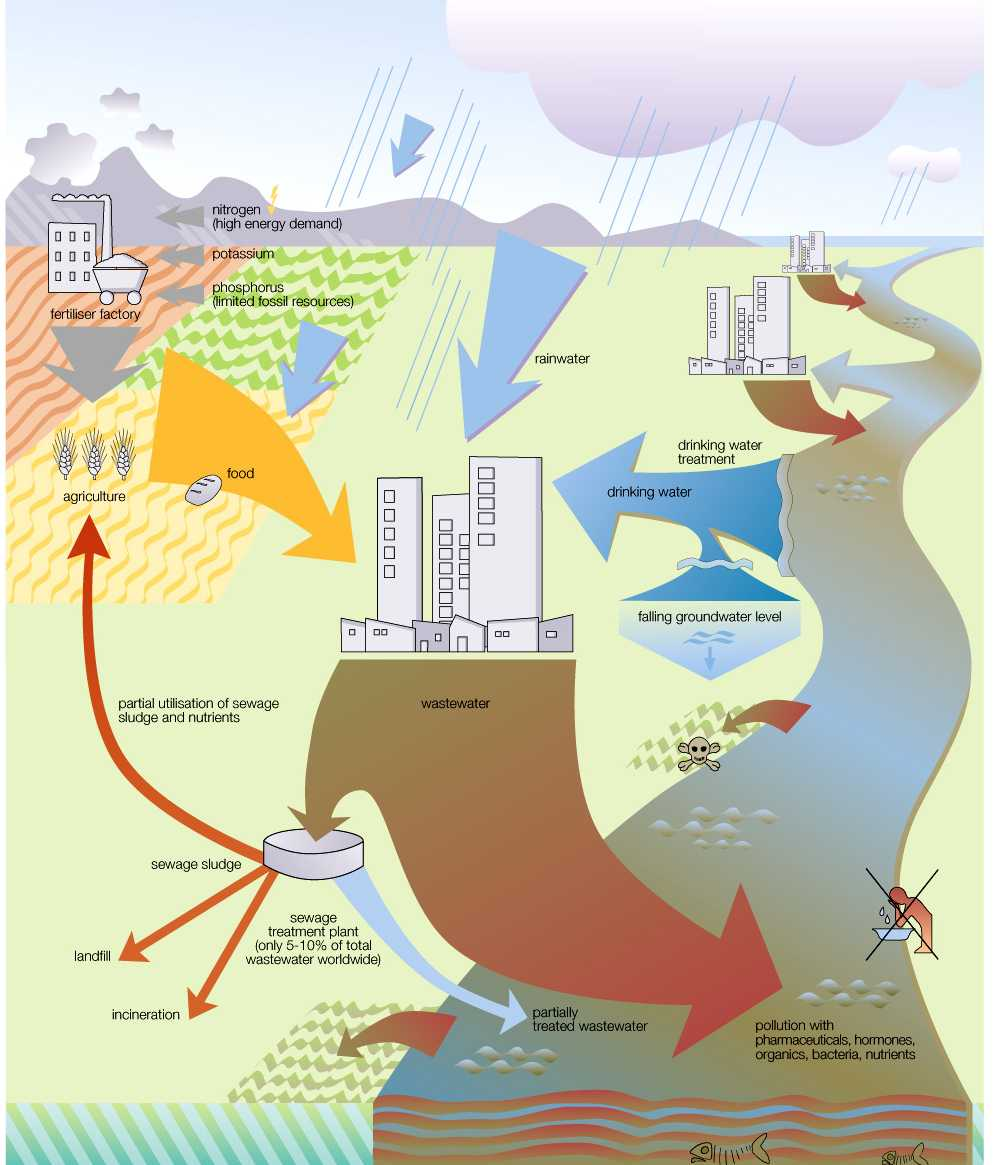 nitrogen
(high energy demand)
potassium
phosphorus
(limited fossil resources)
fertiliser factory
rainwater
drinking water
treatment
food
drinking water
agriculture
falling groundwater level
partial utilisation of sewage
sludge and nutrients
wastewater
sewage sludge
sewage
treatment plant
(only 5-10% of total
wastewater worldwide)
landfill
incineration
partially
treated wastewater
pollution with
pharmaceuticals, hormones,
organics, bacteria, nutrients